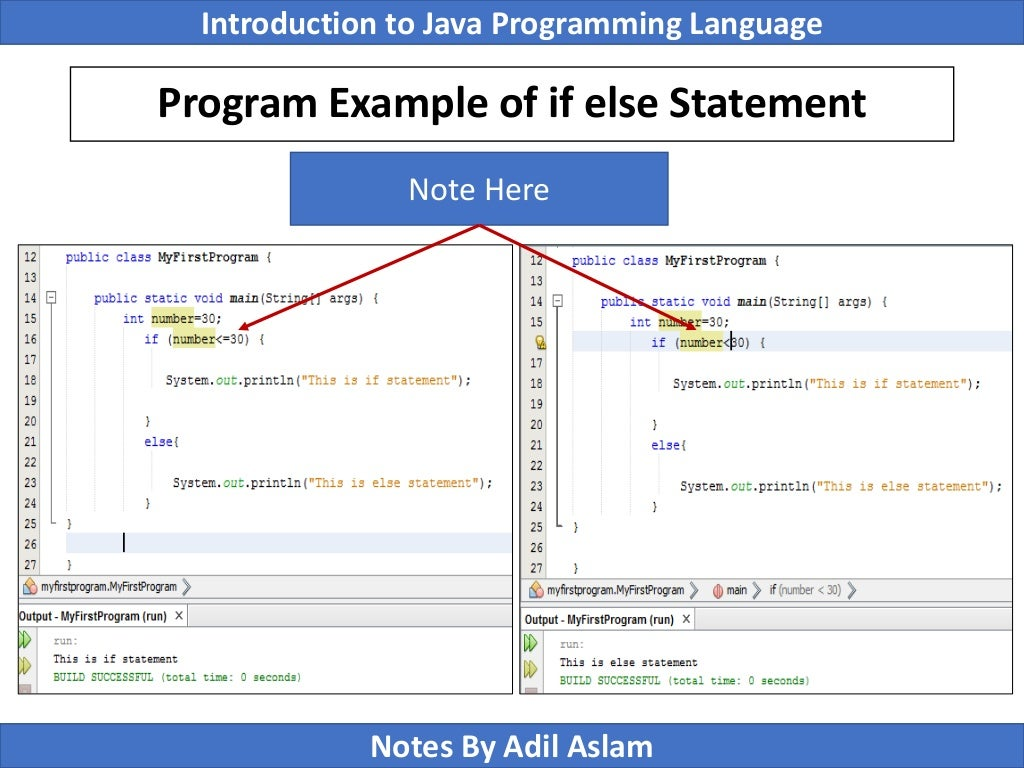 Introduction to Java Programming Language
Program Example of if else Statement
Note Here
12 public class MyFirstProgram {
13
14 public static void main(String[] args) {
15 int number=30;
16 if (number<=30) {
17
18 System.out.println("This is if statement");
19
20 }
21 else{
22
23 System.out.println("This is else statement");
24 }
25 }
26
27 }
myfirstprogram.MyFirstProgram
Output - MyFirstProgram (run) X
run:
This is if statement
BUILD SUCCESSFUL (total time: 0 seconds)
12 public class MyFirstProgram {
13
14 public static void main(String[] args) {
15 int number=30;
if (number<30) {
17
18 System.out.println("This is if statement");
19
20 }
21 else{
22
23 System.out.println("This is else statement");
24 }
25 }
26
27 }
myfirstprogram.MyFirstProgram main if (number < 30)
Output - MyFirstProgram (run) X
run:
This is else statement
BUILD SUCCESSFUL (total time: 0 seconds)
Notes By Adil Aslam